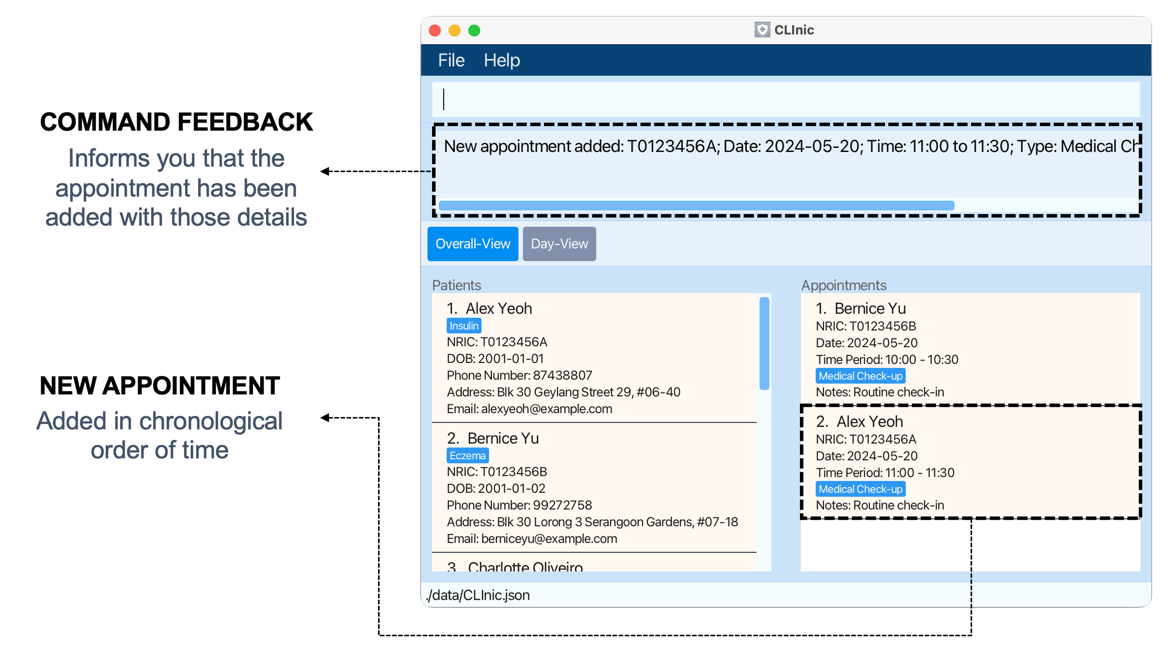 CLInic
File Help
COMMAND FEEDBACK
Informs you that the
appointment has been
added with those details
New appointment added: T0123456A; Date: 2024-05-20; Time: 11:00 to 11:30; Type: Medical Ch
Overall-View Day-View
Patients
1. Alex Yeoh
Insulin
NRIC: T0123456A
DOB: 2001-01-01
Phone Number: 87438807
Address: Blk 30 Geylang Street 29, #06-40
Email: alexyeoh@example.com
2. Bernice Yu
Eczema
NRIC: T0123456B
DOB: 2001-01-02
Phone Number: 99272758
Address: Blk 30 Lorong 3 Serangoon Gardens, #07-18
Email: berniceyu@example.com
3. Charlotte Oliveiro
Appointments
1. Bernice Yu
NRIC: T0123456B
Date: 2024-05-20
Time Period: 10:00 - 10:30
Medical Check-up
Notes: Routine check-in
2. Alex Yeoh
NRIC: T0123456A
Date: 2024-05-20
Time Period: 11:00 - 11:30
Medical Check-up
Notes: Routine check-in
NEW APPOINTMENT
Added in chronological
order of time
./data/CLInic.json